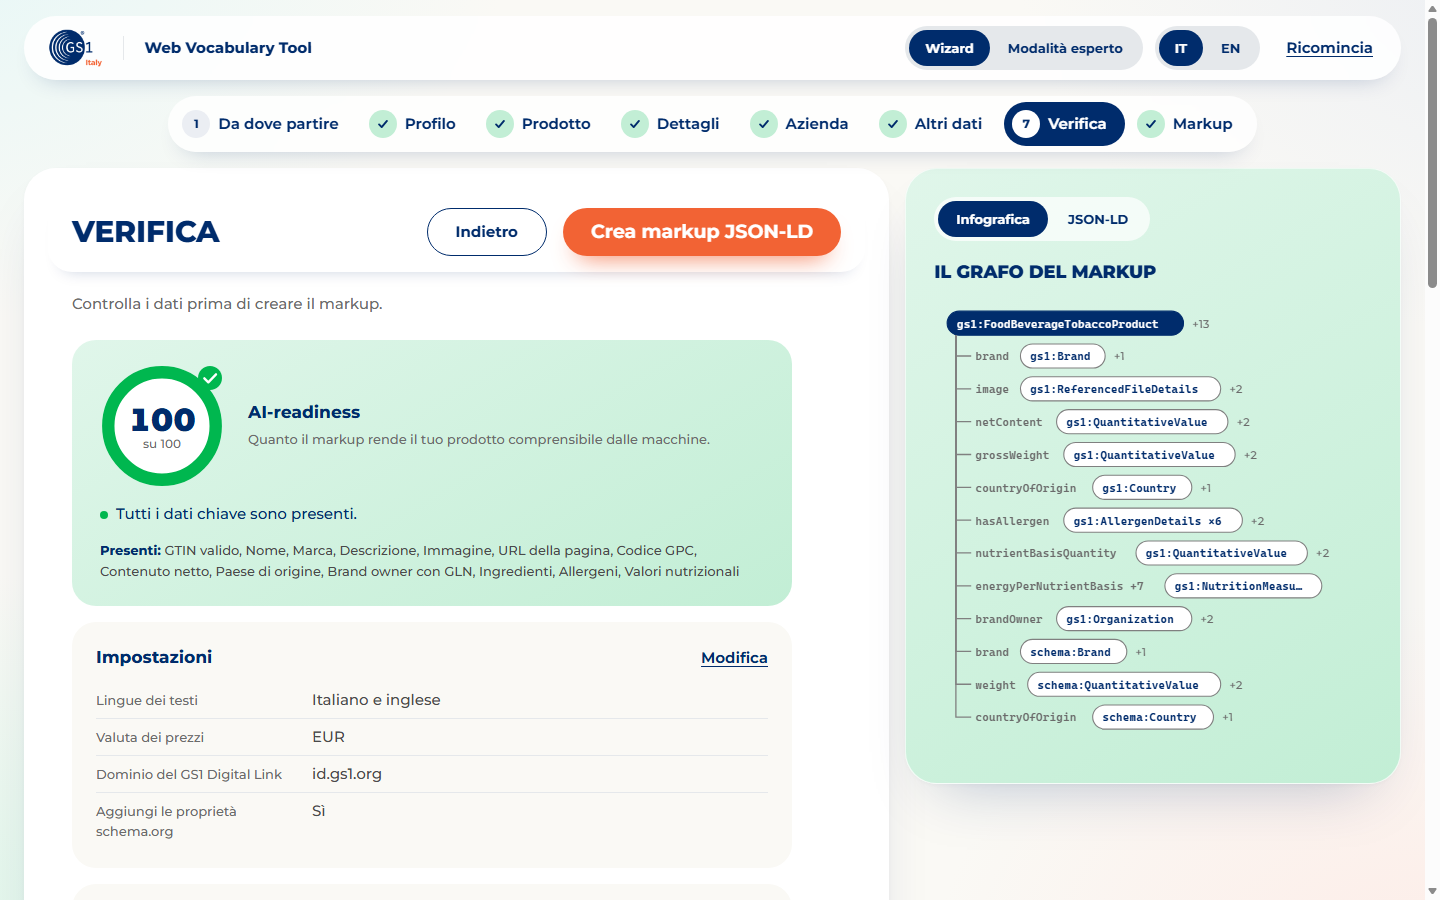 GS1
Italy
Web Vocabulary Tool
Wizard
Modalità esperto
IT
EN
Ricomincia
1
Da dove partire
Profilo
Prodotto
Dettagli
Azienda
Altri dati
7
Verifica
Markup
VERIFICA
Indietro
Crea markup JSON-LD
Controlla i dati prima di creare il markup.
100
su 100
AI-readiness
Quanto il markup rende il tuo prodotto comprensibile dalle macchine.
Tutti i dati chiave sono presenti.
Presenti: GTIN valido, Nome, Marca, Descrizione, Immagine, URL della pagina, Codice GPC,
Contenuto netto, Paese di origine, Brand owner con GLN, Ingredienti, Allergeni, Valori nutrizionali
Impostazioni
Modifica
Lingue dei testi
Italiano e inglese
Valuta dei prezzi
EUR
Dominio del GS1 Digital Link
id.gs1.org
Aggiungi le proprietà
schema.org
Sì
Infografica
JSON-LD
IL GRAFO DEL MARKUP
gs1:FoodBeverageTobaccoProduct +13
brand gs1:Brand +1
image gs1:ReferencedFileDetails +2
netContent gs1:QuantitativeValue +2
grossWeight gs1:QuantitativeValue +2
countryOfOrigin gs1:Country +1
hasAllergen gs1:AllergenDetails ×6 +2
nutrientBasisQuantity gs1:QuantitativeValue +2
energyPerNutrientBasis +7 gs1:NutritionMeasu…
brandOwner gs1:Organization +2
brand schema:Brand +1
weight schema:QuantitativeValue +2
countryOfOrigin schema:Country +1